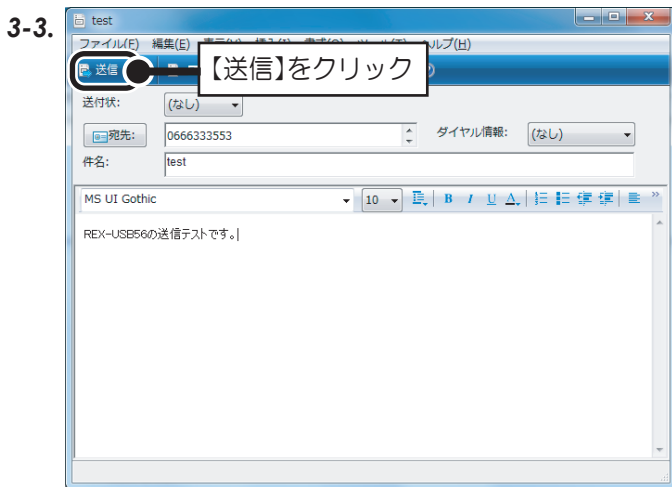 3-3.
test
ファイル(F) 編集(E) ルプ(H)
送信
【送信】をクリック
送付状: (なし)
宛先: 0666333553 ダイヤル情報: (なし)
件名: test
MS UI Gothic 10 B I U A
REX-USB56の送信テストです。